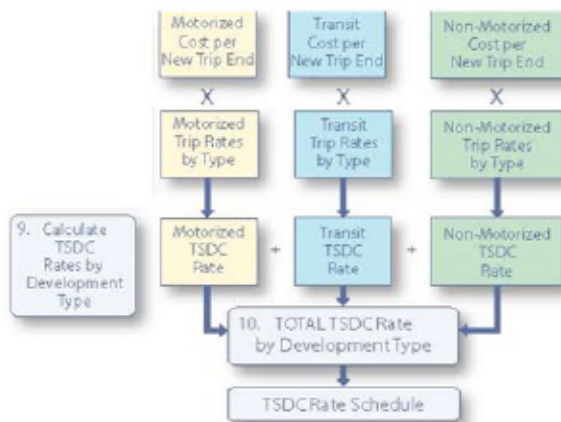 Motorized
Cost per
New Trip End
Transit
Cost per
New Trip End
Non-Motorized
Cost per
New Trip End
X
X
X
Motorized
Trip Rates
by Type
Transit
Trip Rates
by Type
Non-Motorized
Trip Rates
by Type
9. Calculate
TSDC
Rates by
Development
Type
Motorized
TSDC
Rate
+
Transit
TSDC
Rate
+
Non-Motorized
TSDC
Rate
10. TOTAL TSDC Rate
by Development Type
TSDC Rate Schedule